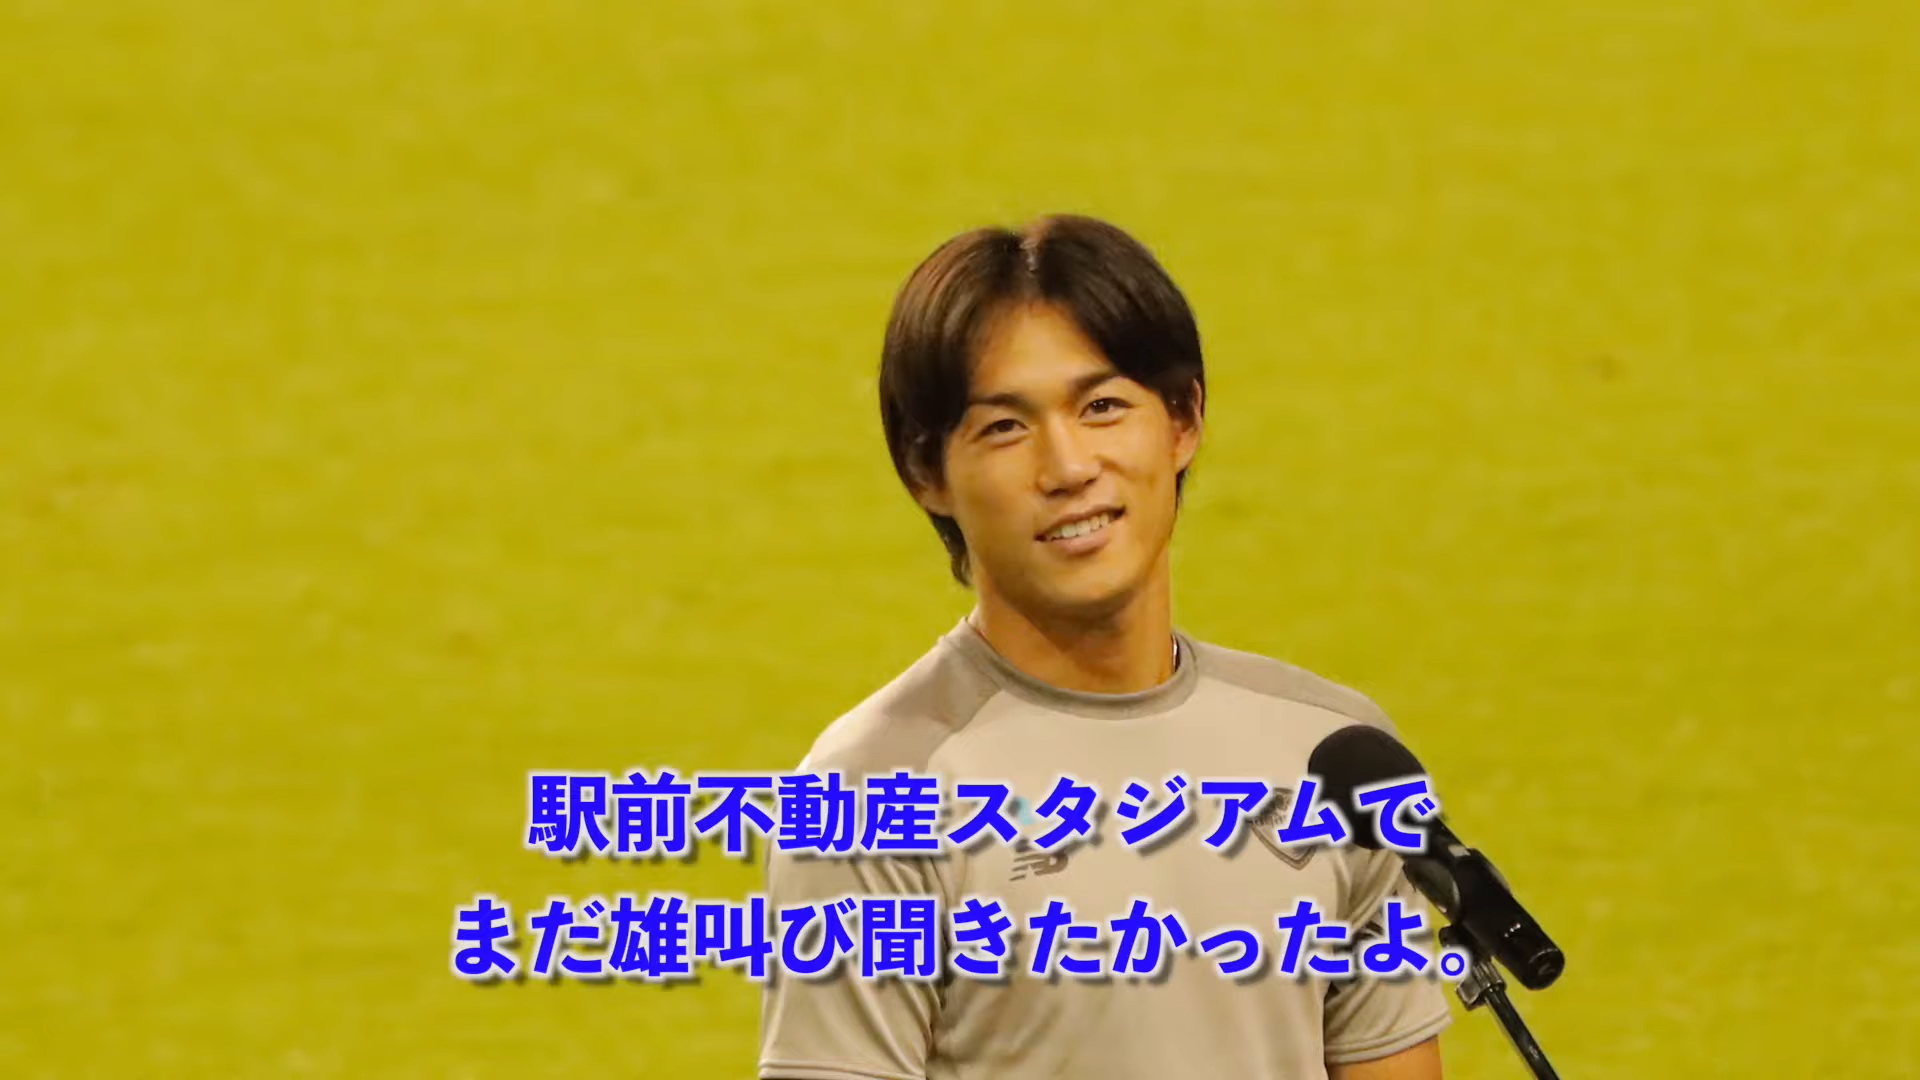 駅前不動産スタジアムで
まだ雄叫び聞きたかったよ。
NB